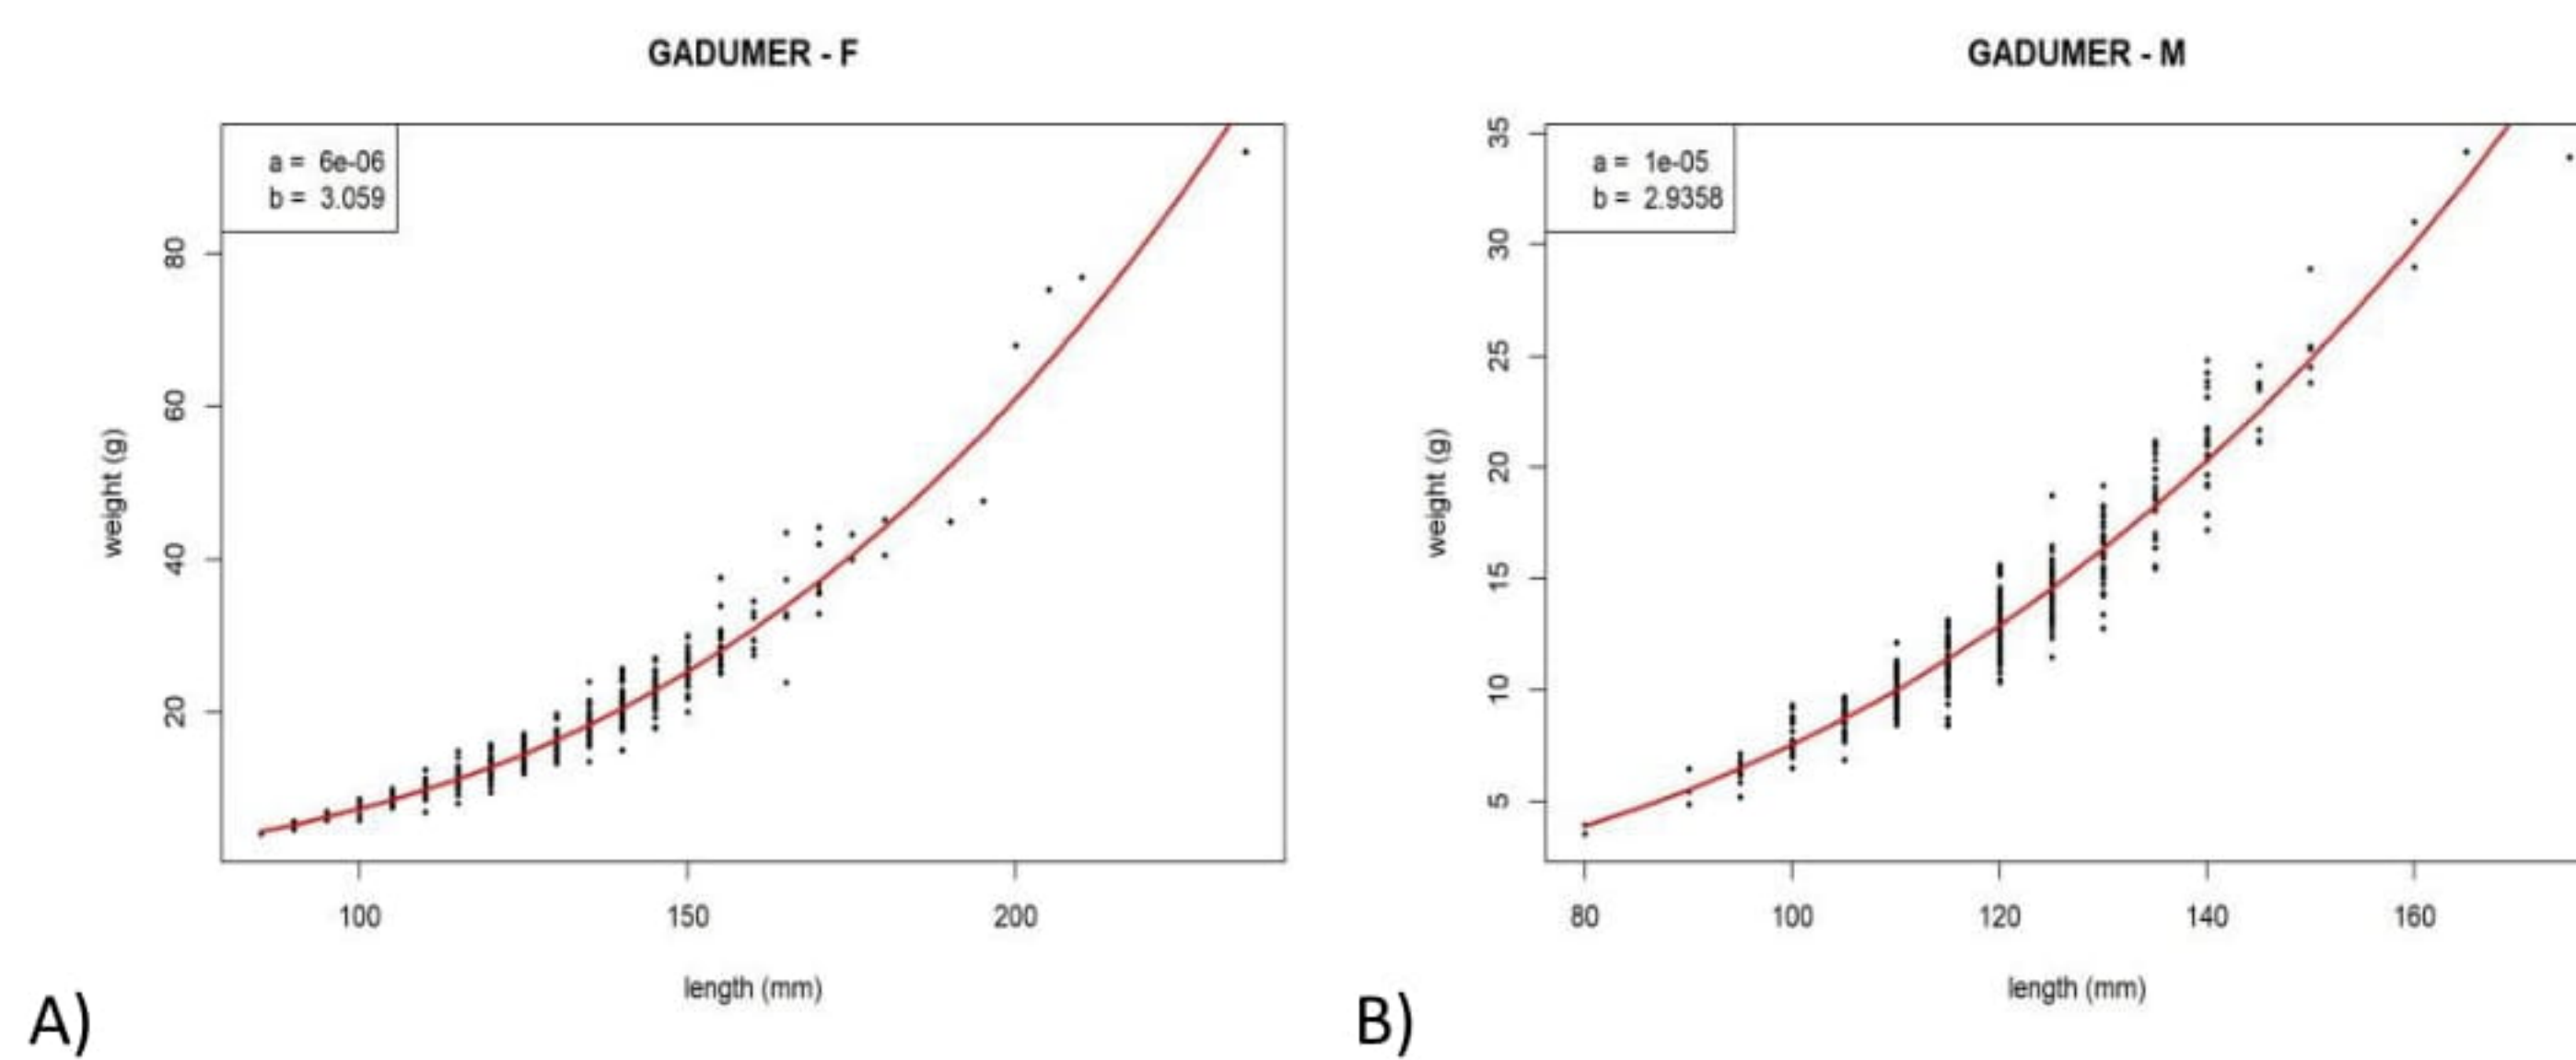 GADUMER - F
a = 6e-06
b = 3.059
80
60
40
20
weight (g)
100 150 200
length (mm)
A)
GADUMER - M
a = 1e-05
b = 2.9358
35
30
25
20
15
10
5
weight (g)
80 100 120 140 160
length (mm)
B)